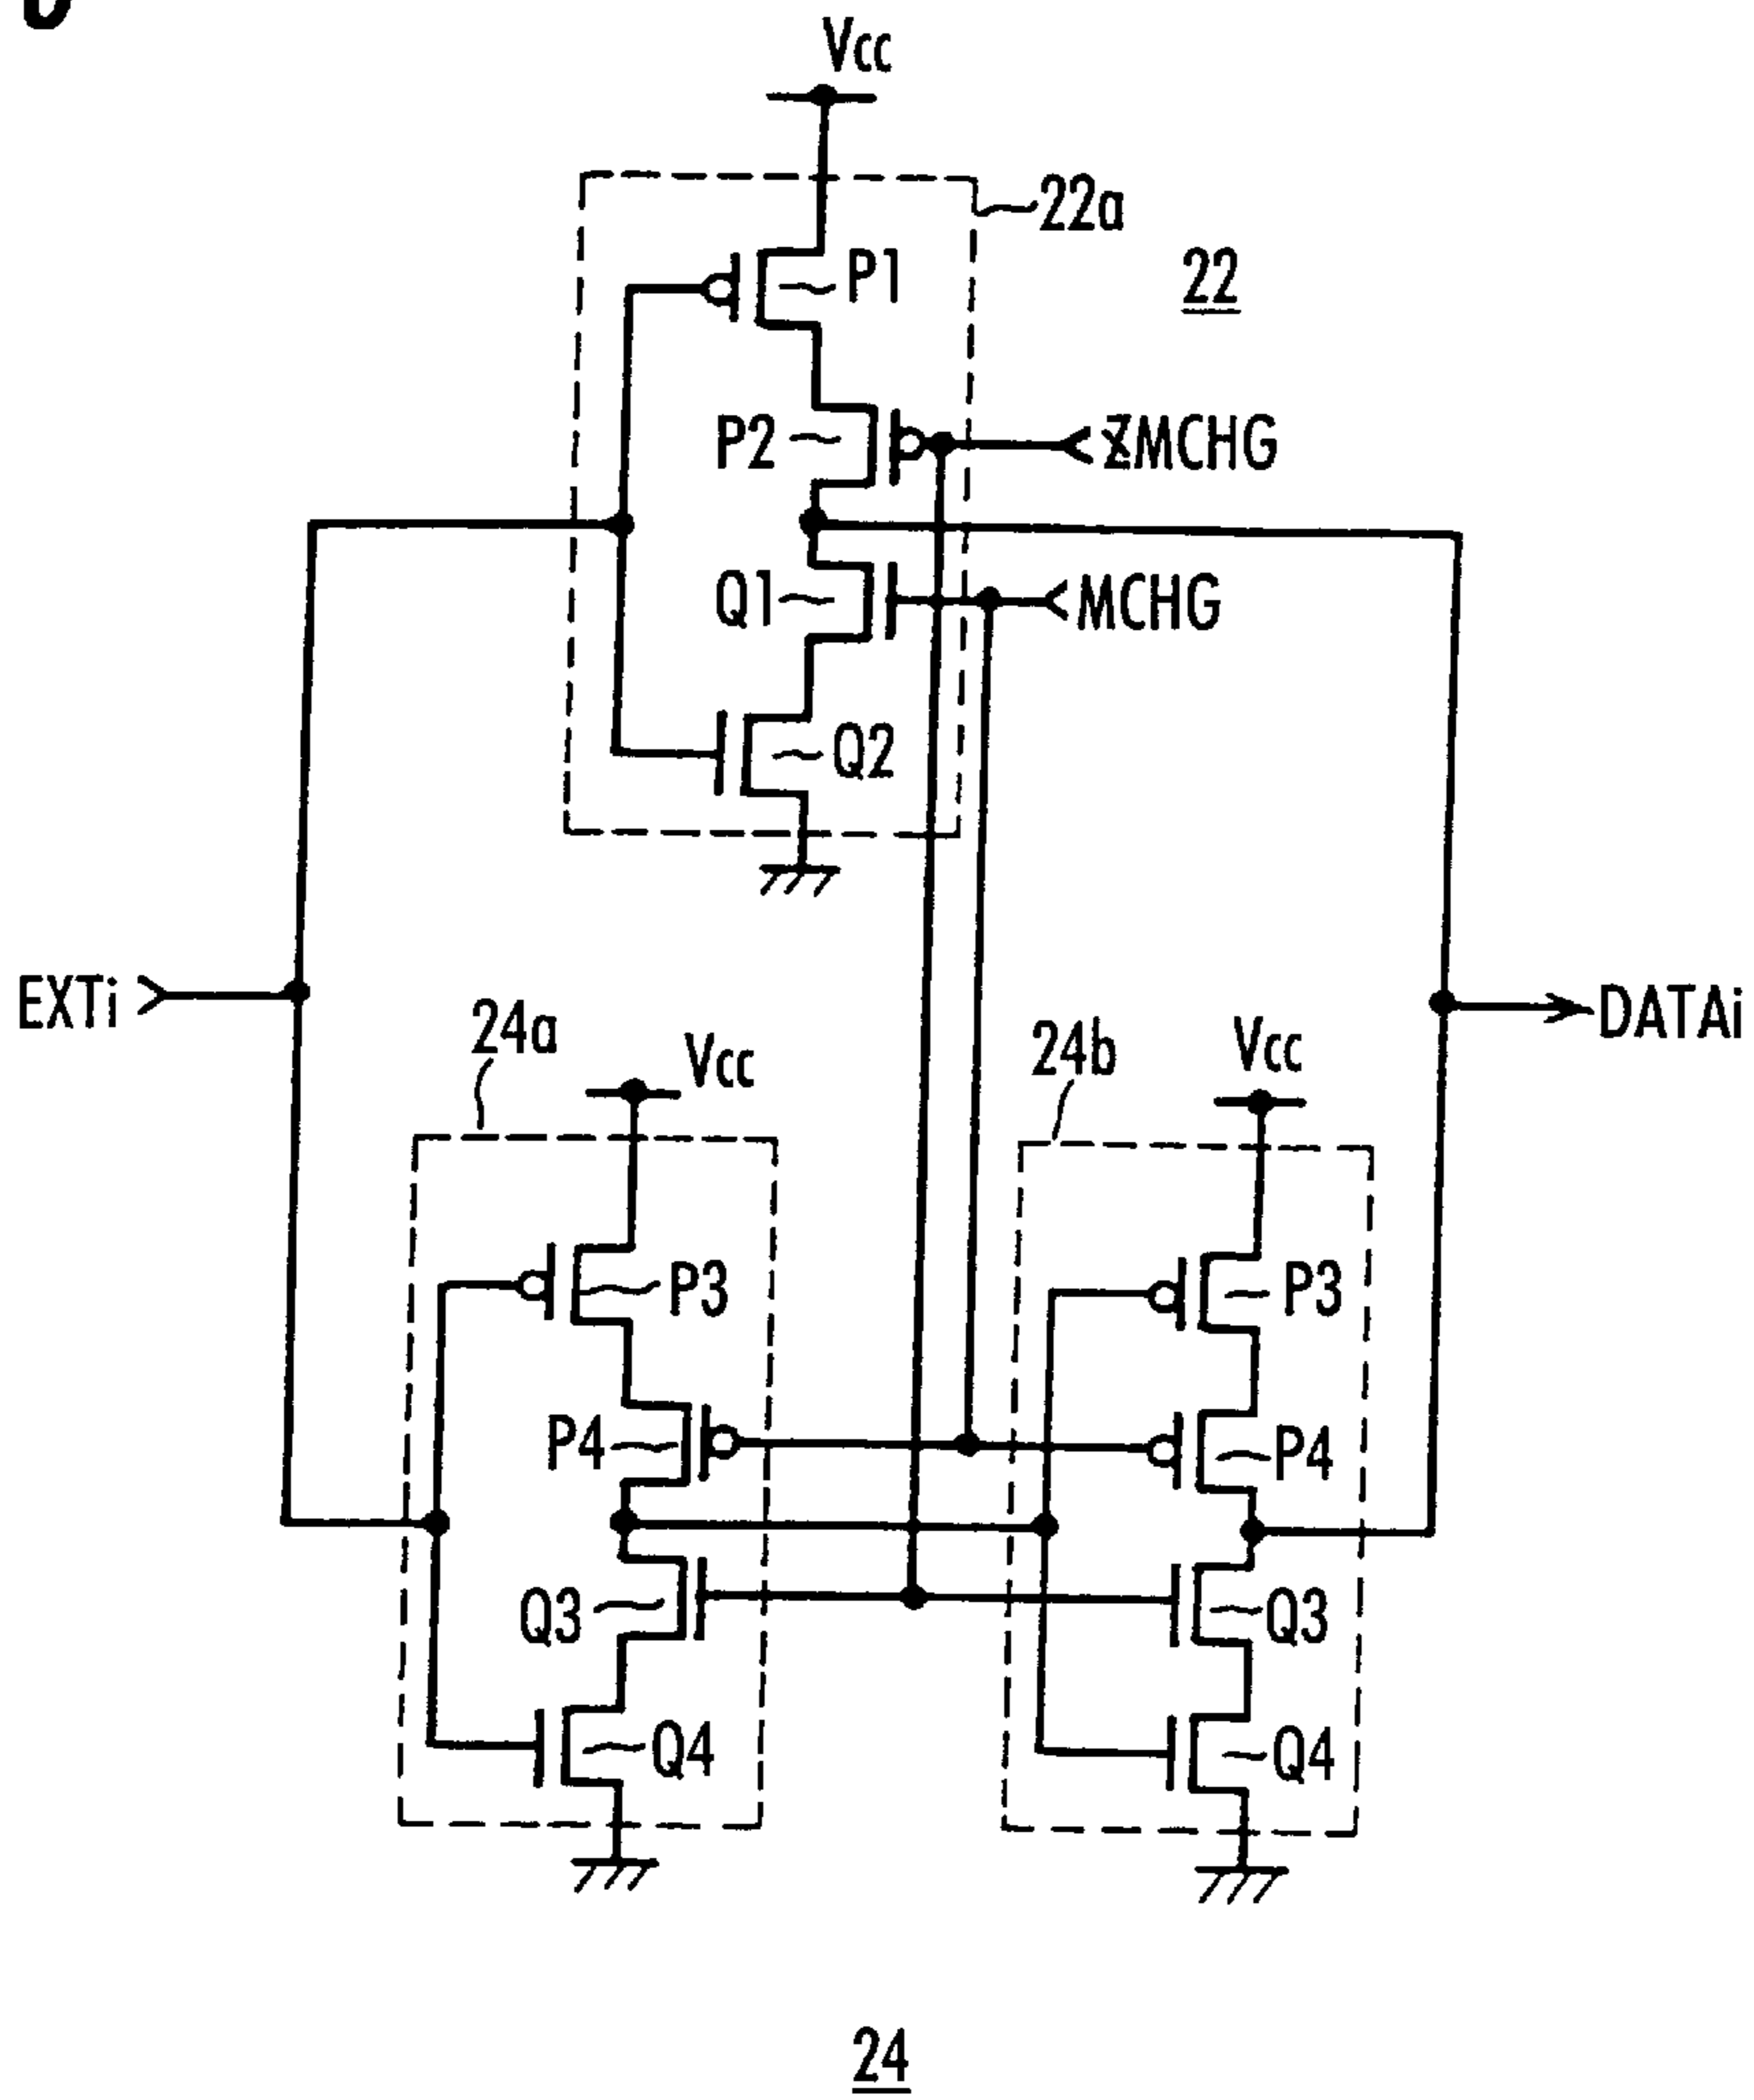 Vcc
22a
22
P1
P2
ZMCHG
Q1
MCHG
Q2
EXTi
DATAi
24a
Vcc
24b
Vcc
P3
P3
P4
P4
Q3
Q3
Q4
Q4
24